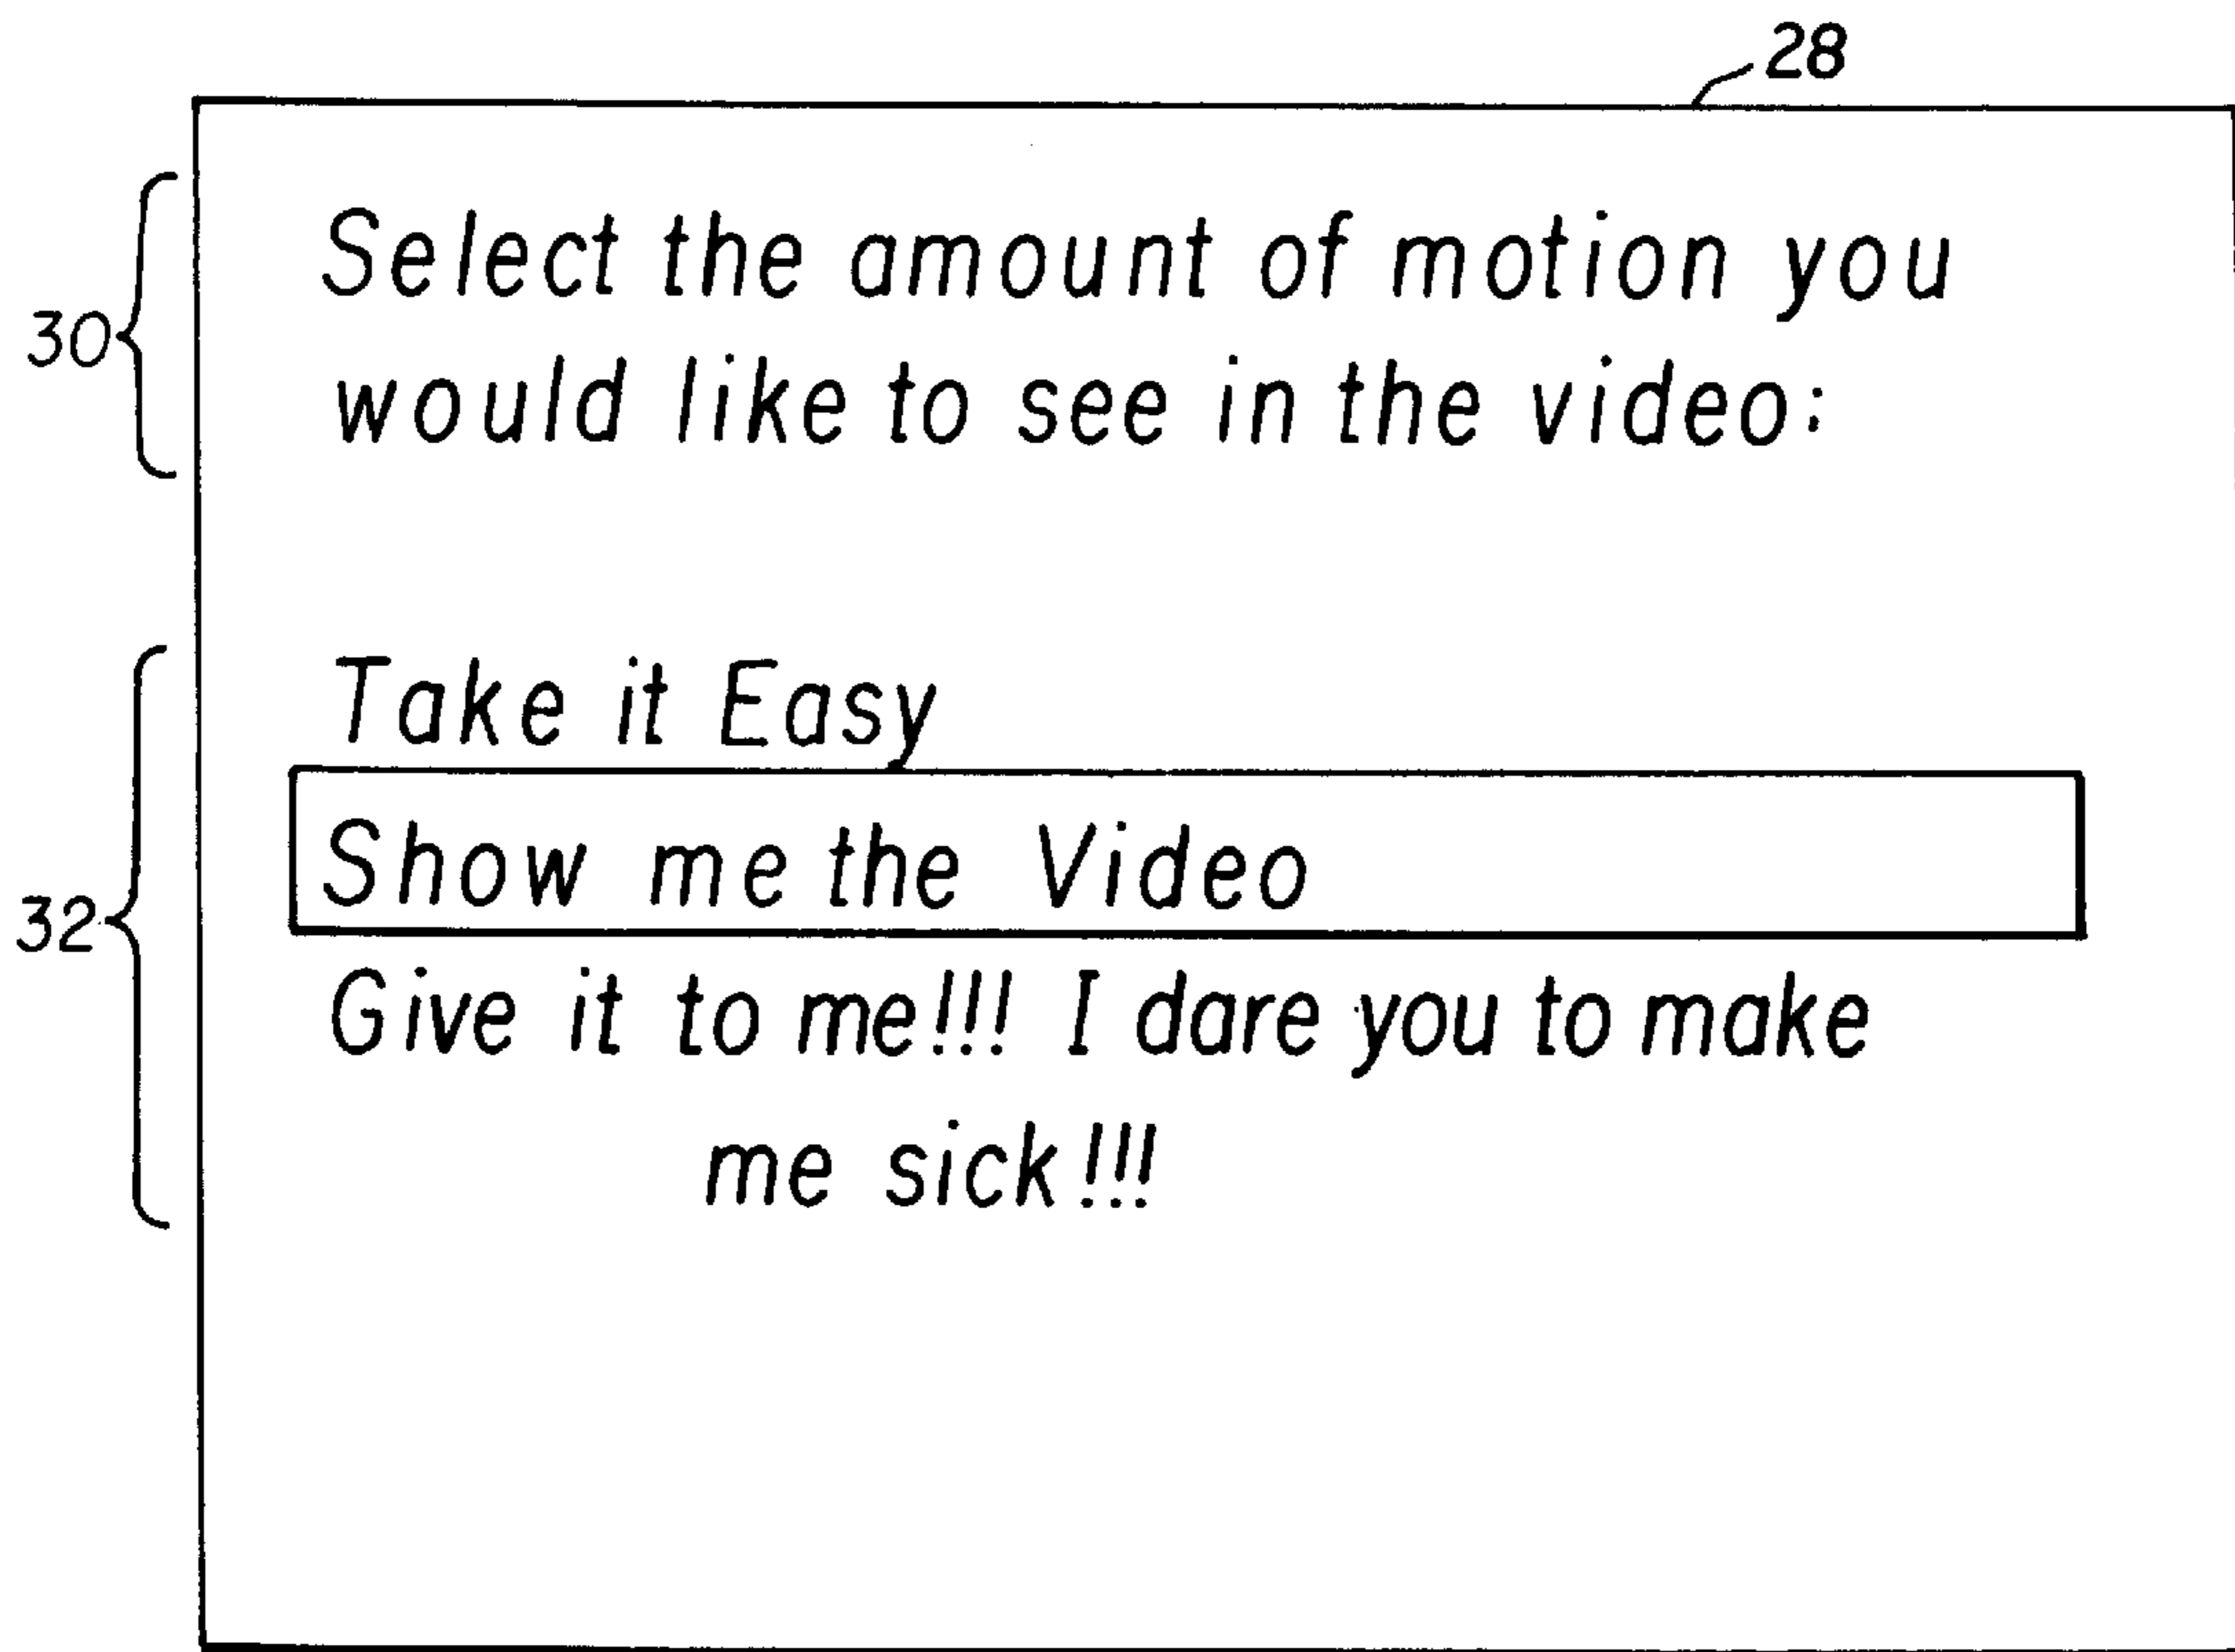 28
30
Select the amount of motion you
would like to see in the video:
32
Take it Easy
Show me the Video
Give it to me!!! I dare you to make
me sick!!!